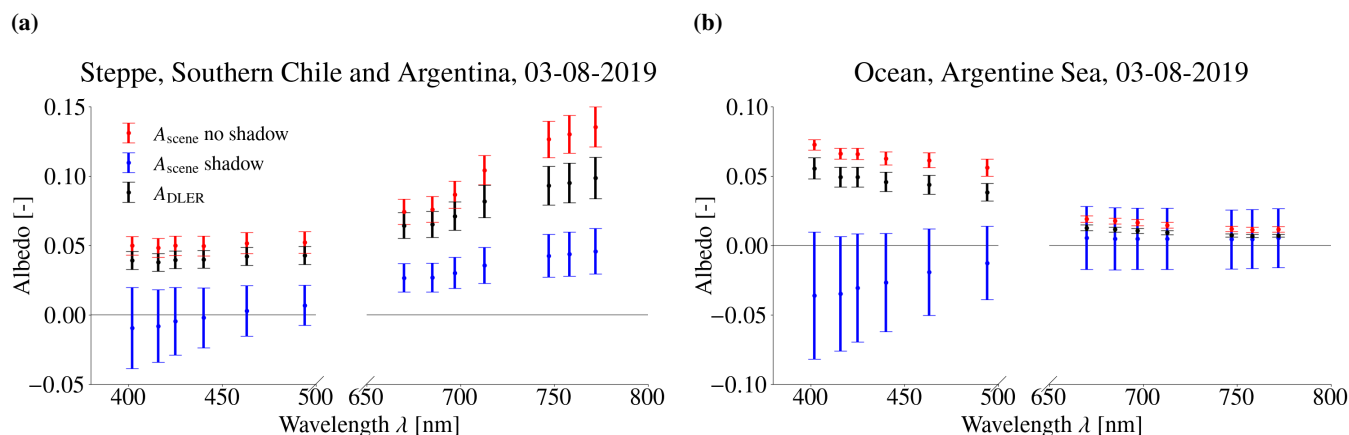 (a)
Steppe, Southern Chile and Argentina, 03-08-2019
0.15
0.10
0.05
0.00
−0.05
Albedo [-]
A_scene no shadow
A_scene shadow
A_DLER
400
450
500
650
700
750
800
Wavelength λ [nm]
(b)
Ocean, Argentine Sea, 03-08-2019
0.10
0.05
0.00
−0.05
−0.10
Albedo [-]
400
450
500
650
700
750
800
Wavelength λ [nm]